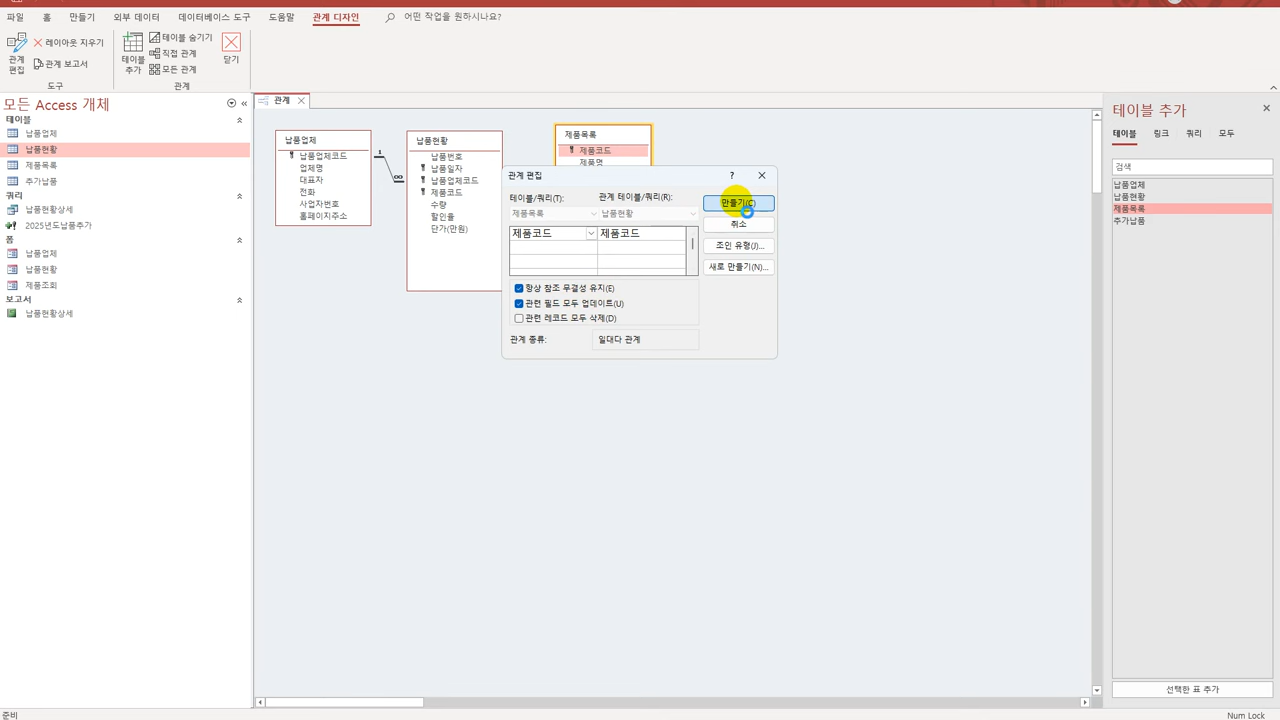 파일 홈 만들기 외부 데이터 데이터베이스 도구 도움말 관계 디자인 어떤 작업을 원하시나요?
관계 편집
레이아웃 지우기
관계 보고서
도구
테이블 추가
테이블 숨기기
직접 관계
모든 관계
닫기
관계
모든 Access 개체
테이블
납품업체
납품현황
제품목록
추가납품
쿼리
납품현황상세
2025년도납품추가
폼
납품업체
납품현황
제품조회
보고서
납품현황상세
관계
납품업체
납품업체코드
업체명
대표자
전화
사업자번호
홈페이지주소
1
∞
납품현황
납품번호
납품일자
납품업체코드
제품코드
수량
할인율
단가(만원)
제품목록
제품코드
제품명
관계 편집
?
테이블/쿼리(T): 관계 테이블/쿼리(R):
제품목록 납품현황
제품코드 제품코드
항상 참조 무결성 유지(E)
관련 필드 모두 업데이트(U)
관련 레코드 모두 삭제(D)
관계 종류: 일대다 관계
만들기(C)
취소
조인 유형(J)...
새로 만들기(N)...
테이블 추가
테이블 링크 쿼리 모두
검색
납품업체
납품현황
제품목록
추가납품
선택한 표 추가
준비
Num Lock